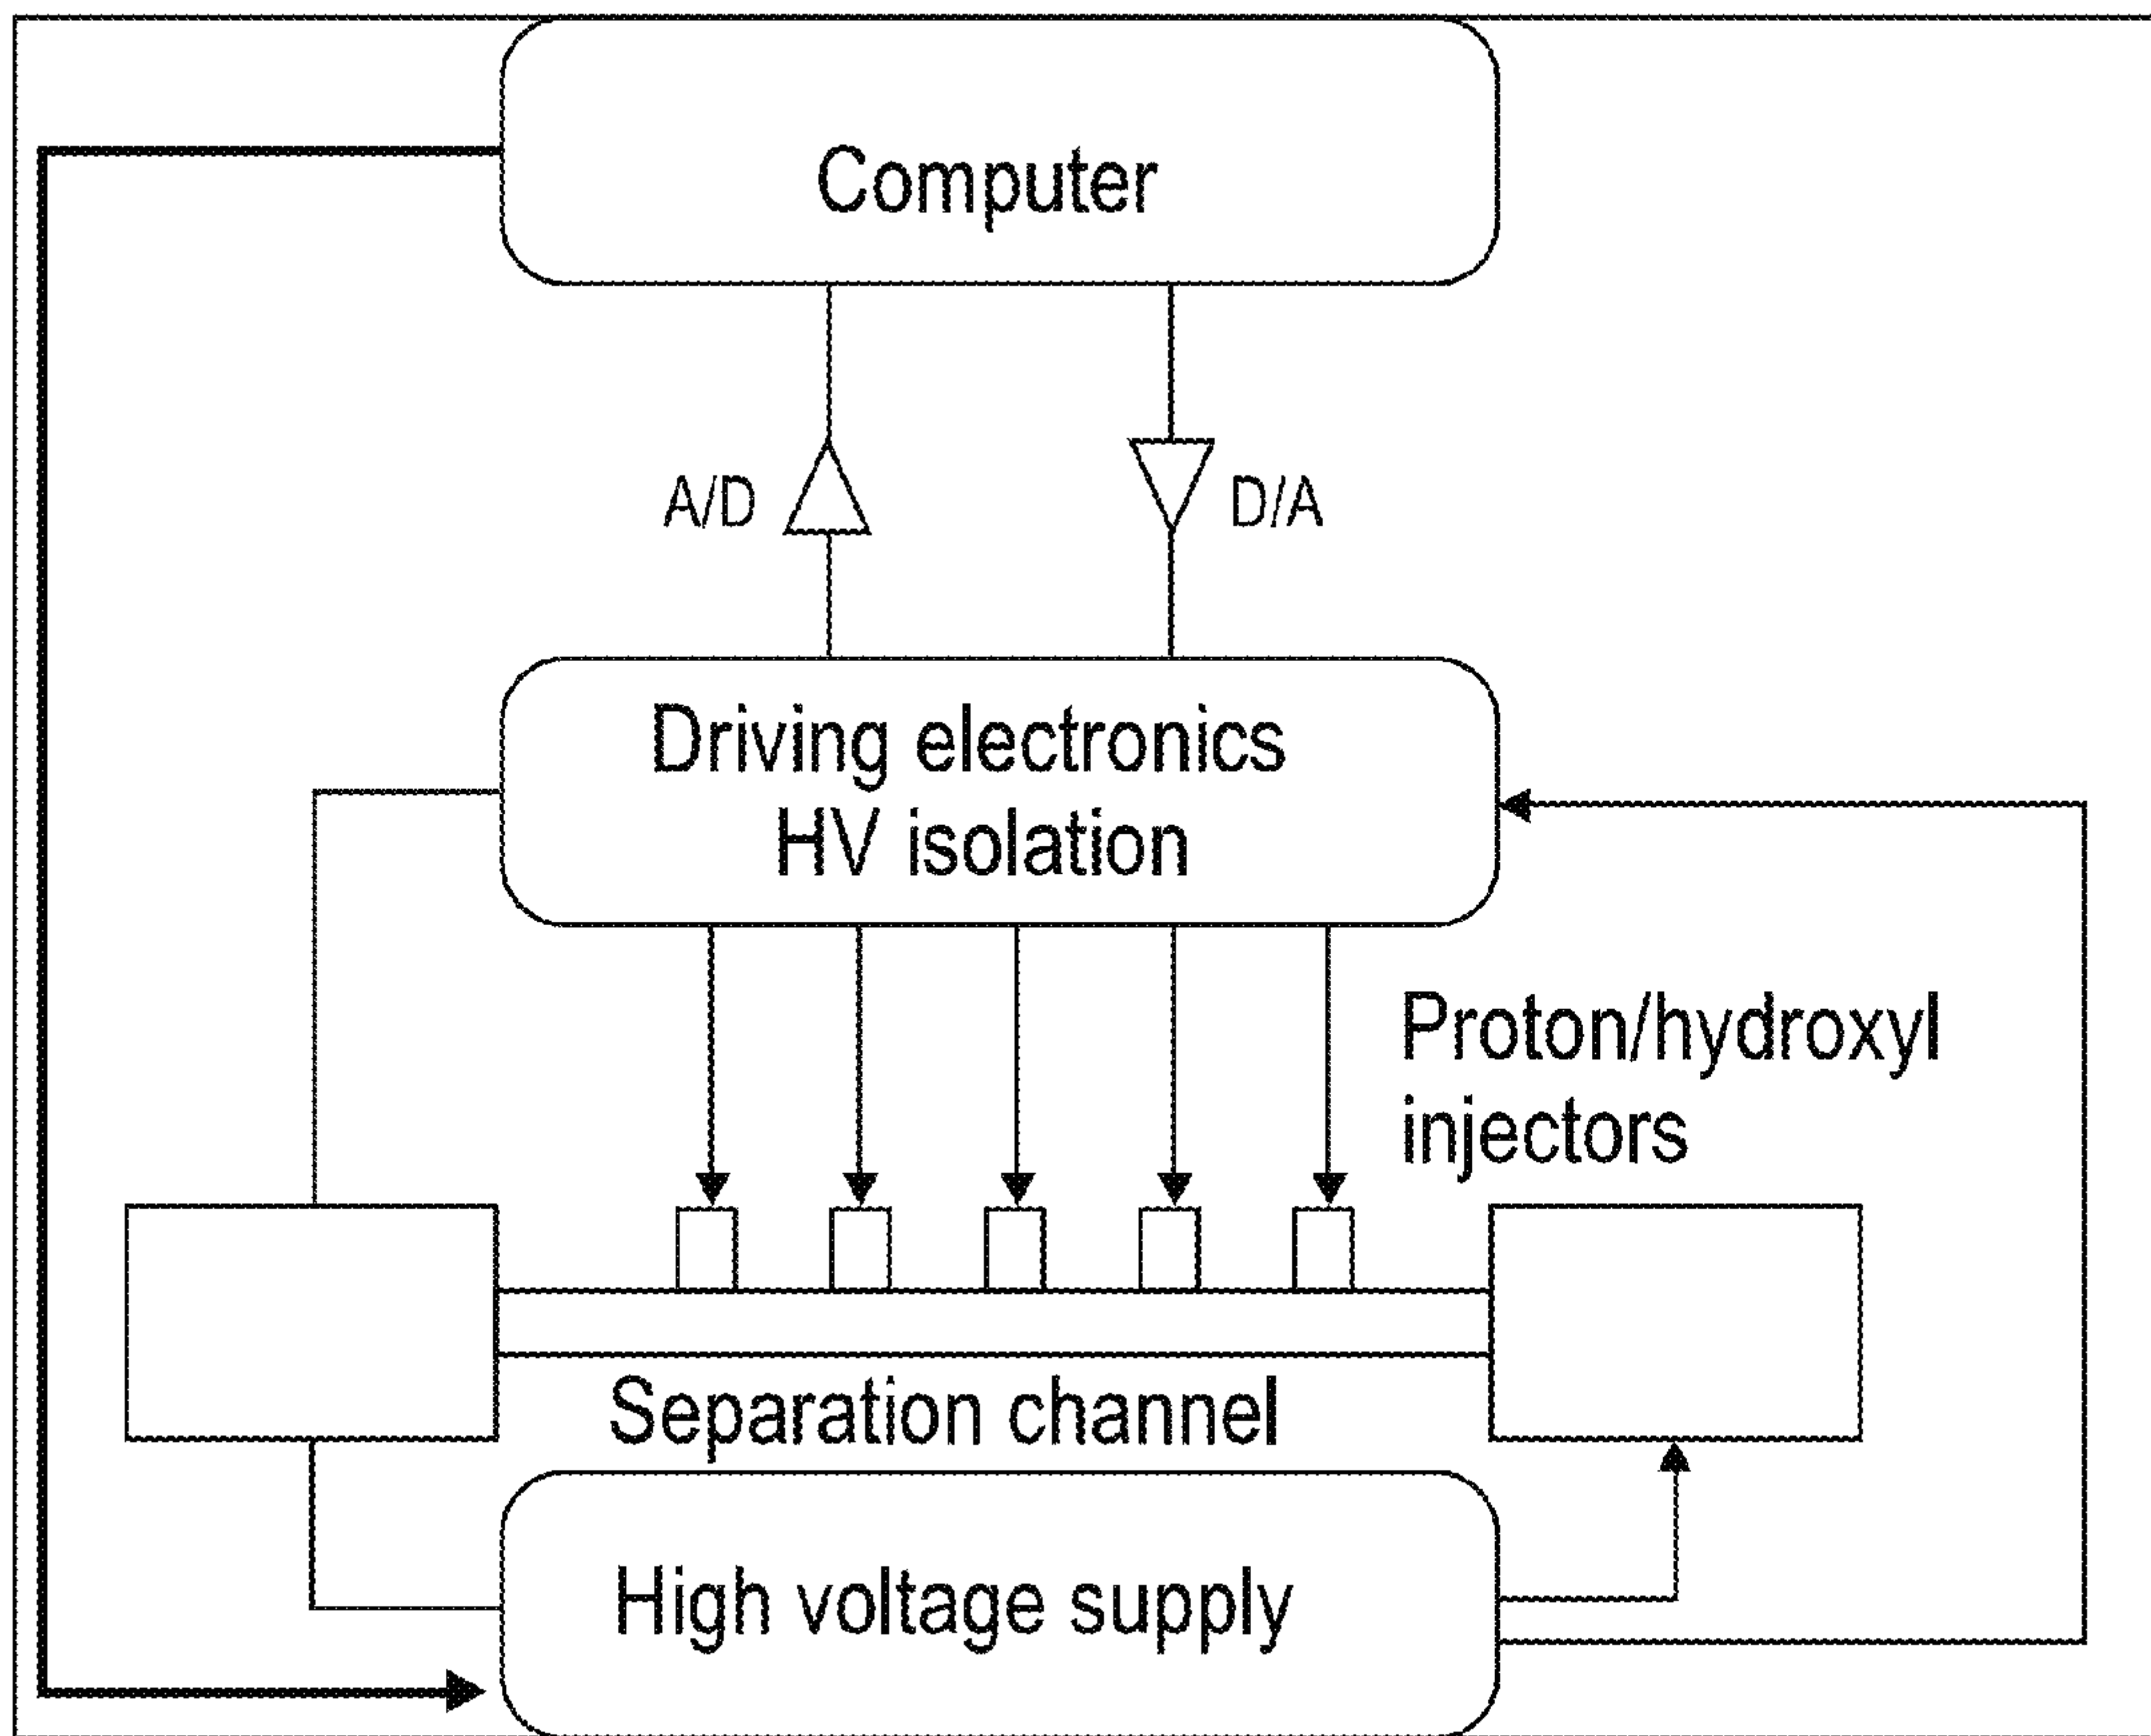 Computer
A/D
D/A
Driving electronics
HV isolation
Proton/hydroxyl
injectors
Separation channel
High voltage supply